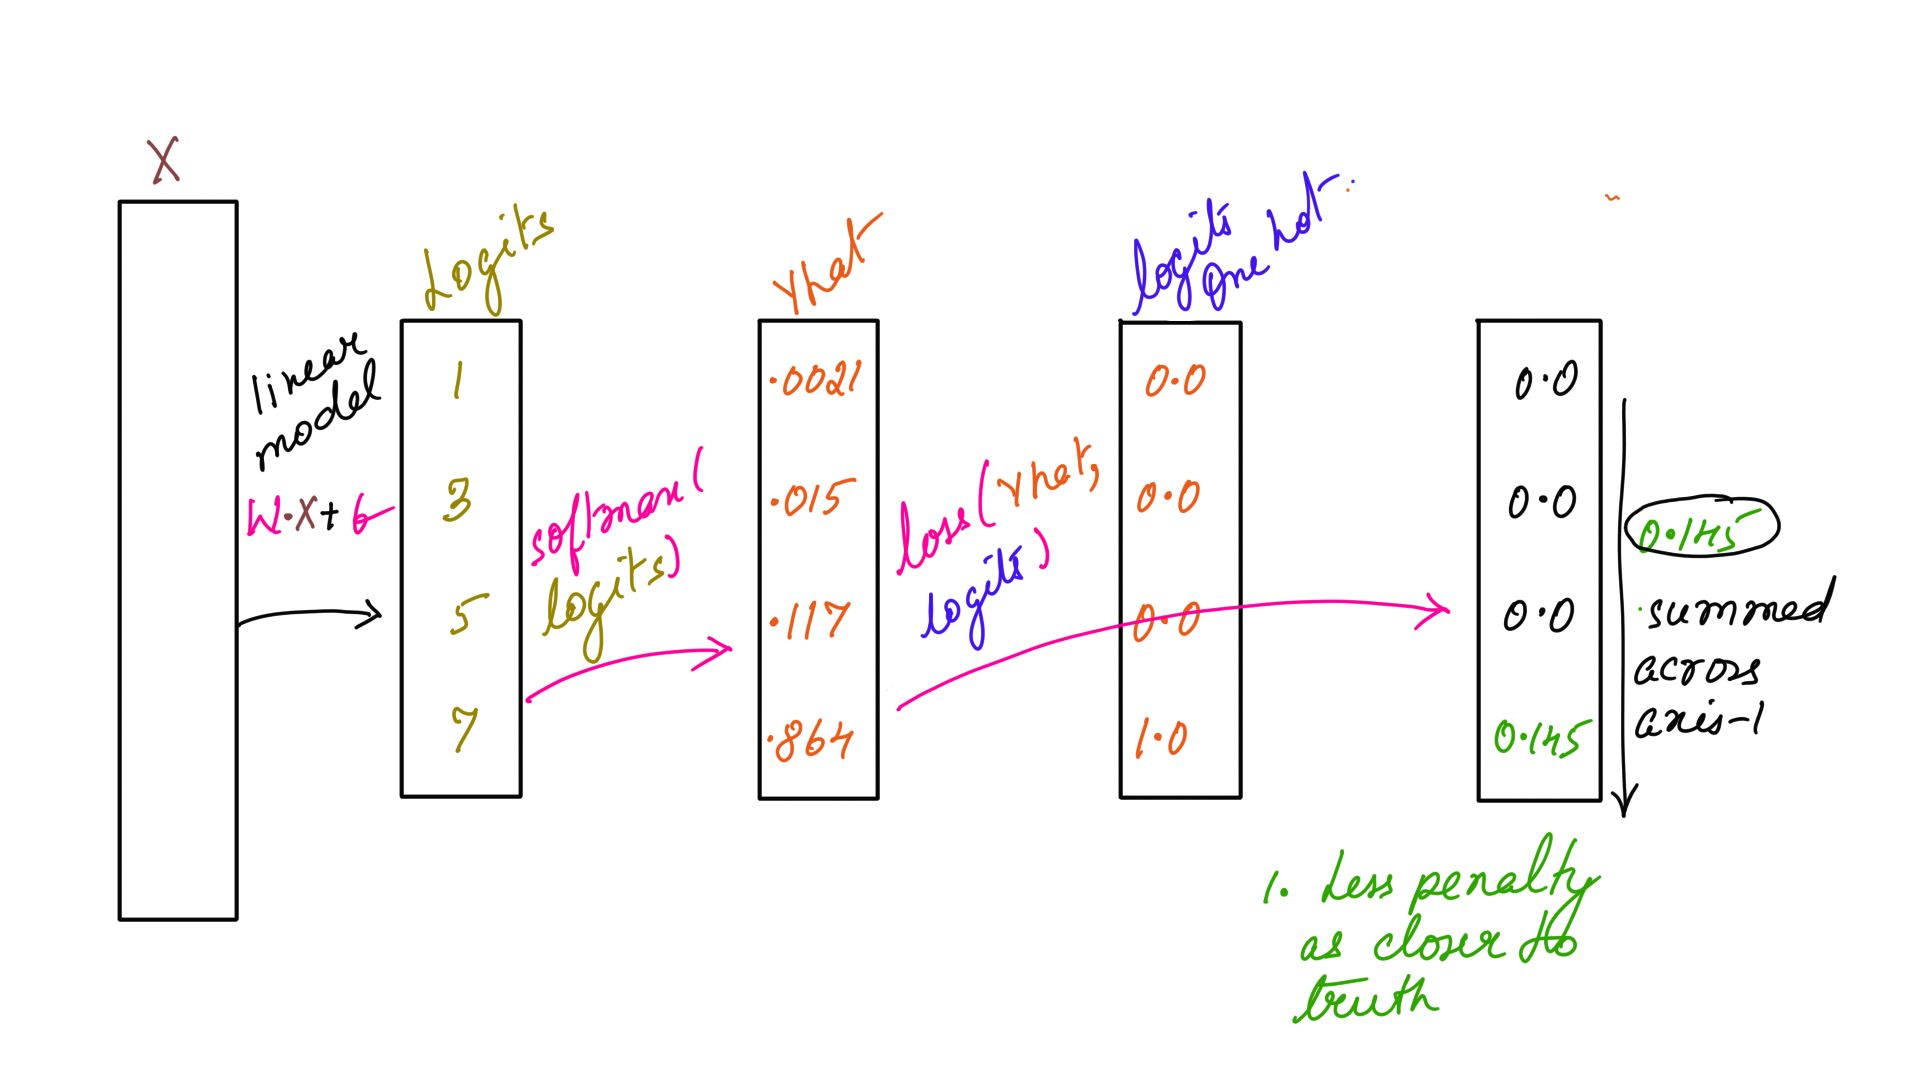 X
linear
model
W.X+b
Logits
1
3
5
7
softmax(
logits)
yhat
.0021
.015
.117
.864
loss(yhat,
logits)
logits
one hot.
0.0
0.0
0.0
1.0
0.0
0.0
0.0
0.145
0.145
summed
across
axis-1
1. Less penalty
as closer to
truth